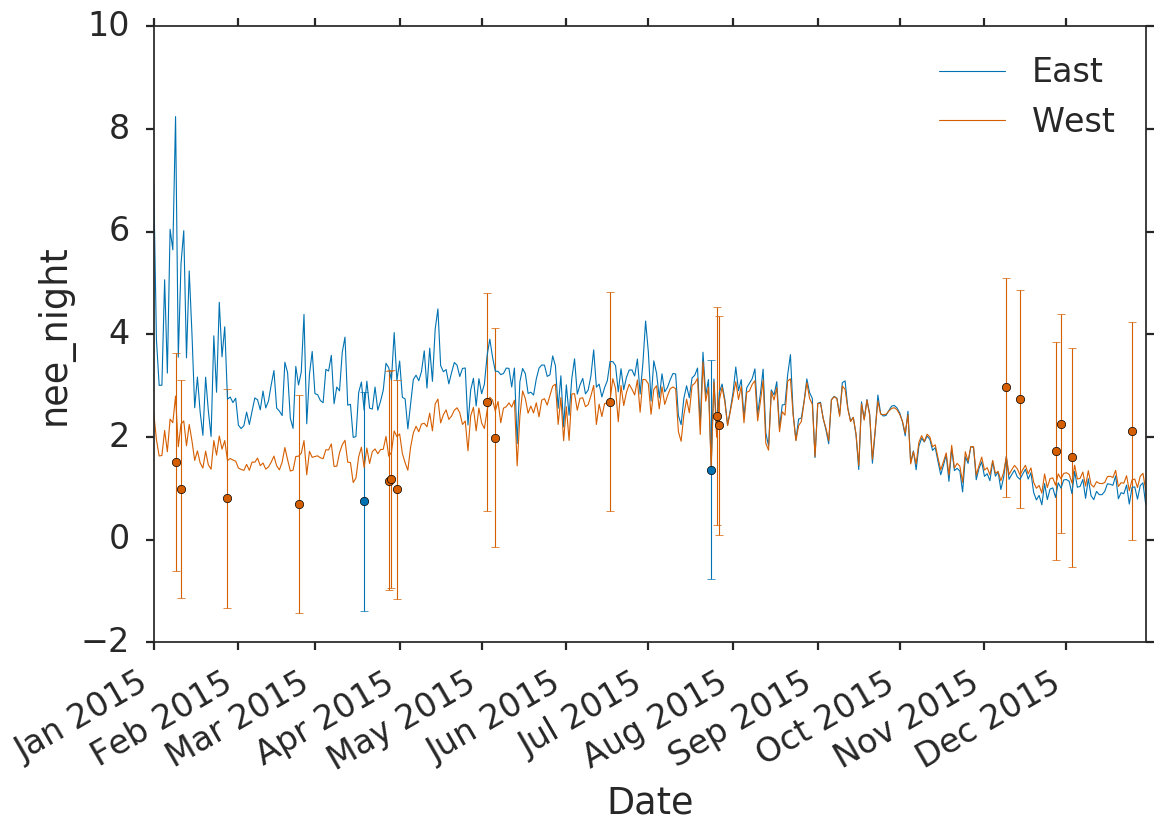 10
8
6
4
2
0
−2
nee_night
East
West
Jan 2015
Feb 2015
Mar 2015
Apr 2015
May 2015
Jun 2015
Jul 2015
Aug 2015
Sep 2015
Oct 2015
Nov 2015
Dec 2015
Date